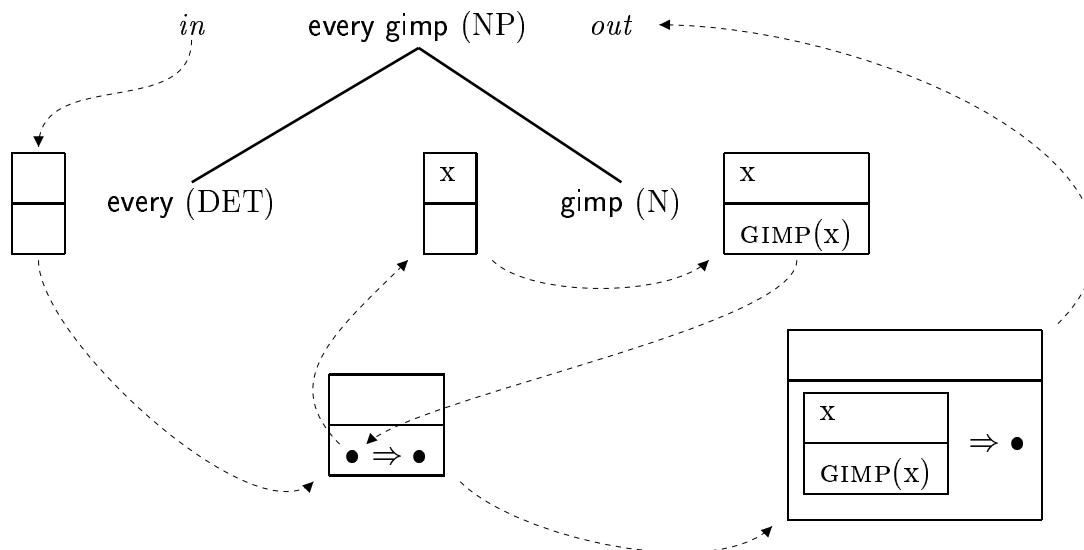 in every gimp (NP) out
x x
every (DET) gimp (N)
GIMP(x)
x
• ⇒ •
⇒ •
GIMP(x)